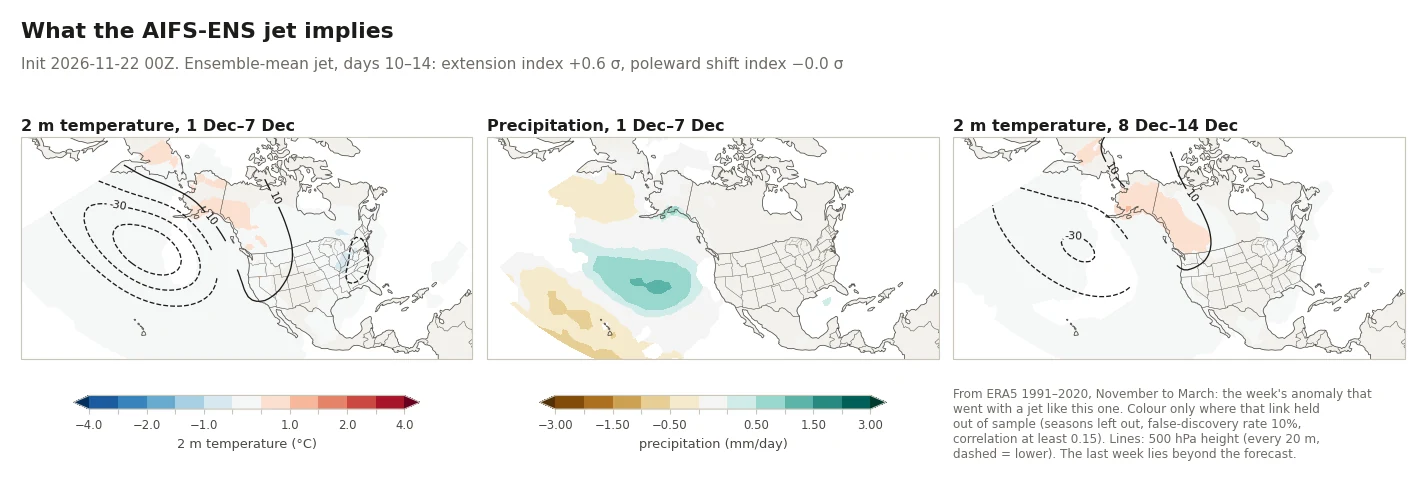 What the AIFS-ENS jet implies
Init 2026-11-22 00Z. Ensemble-mean jet, days 10–14: extension index +0.6 σ, poleward shift index −0.0 σ
2 m temperature, 1 Dec–7 Dec
Precipitation, 1 Dec–7 Dec
2 m temperature, 8 Dec–14 Dec
-30
10
10
10
10
-30
−4.0 −2.0 −1.0 1.0 2.0 4.0
2 m temperature (°C)
−3.00 −1.50 −0.50 0.50 1.50 3.00
precipitation (mm/day)
From ERA5 1991–2020, November to March: the week's anomaly that
went with a jet like this one. Colour only where that link held
out of sample (seasons left out, false-discovery rate 10%,
correlation at least 0.15). Lines: 500 hPa height (every 20 m,
dashed = lower). The last week lies beyond the forecast.